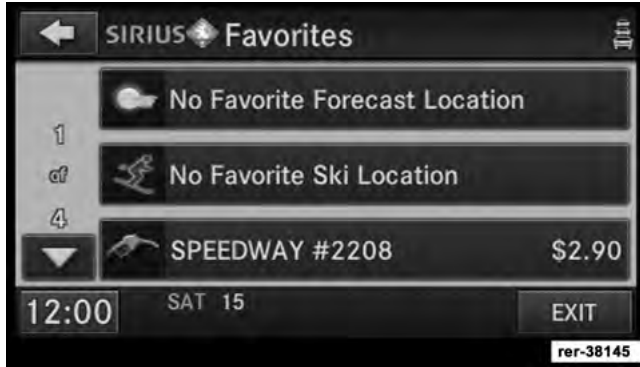 SIRIUS Favorites
No Favorite Forecast Location
1
of
4
No Favorite Ski Location
SPEEDWAY #2208 $2.90
12:00 SAT 15 EXIT
rer-38145